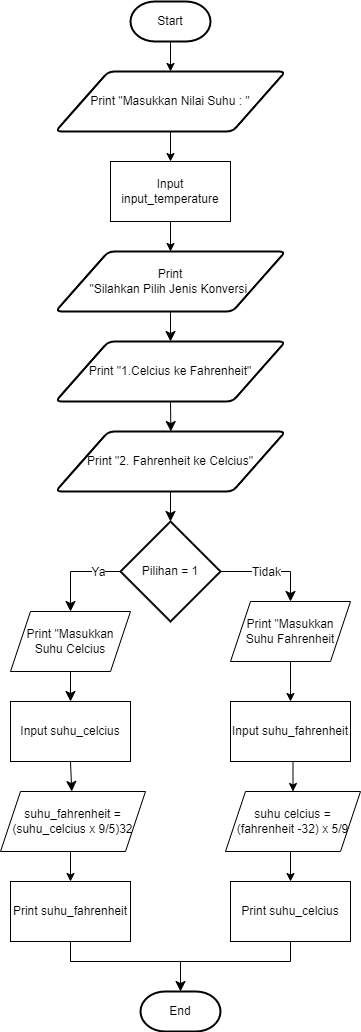 Start
Print "Masukkan Nilai Suhu : "
Input
input_temperature
Print
"Silahkan Pilih Jenis Konversi
Print "1.Celcius ke Fahrenheit"
Print "2. Fahrenheit ke Celcius"
Pilihan = 1
Ya
Tidak
Print "Masukkan
Suhu Celcius
Print "Masukkan
Suhu Fahrenheit
Input suhu_celcius
Input suhu_fahrenheit
suhu_fahrenheit =
(suhu_celcius x 9/5)32
suhu celcius =
(fahrenheit -32) x 5/9
Print suhu_fahrenheit
Print suhu_celcius
End